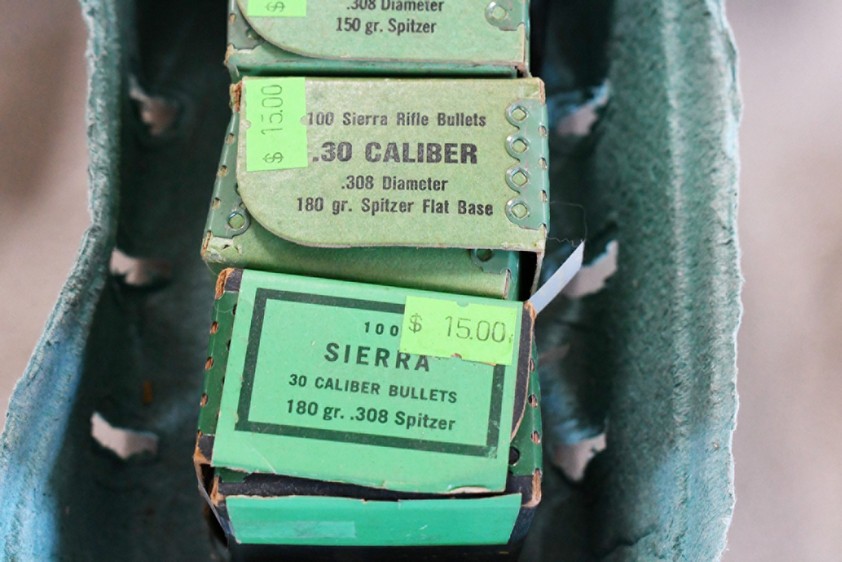 $
.308 Diameter
150 gr. Spitzer
$ 15.00
100 Sierra Rifle Bullets
.30 CALIBER
.308 Diameter
180 gr. Spitzer Flat Base
$ 15.00
100
SIERRA
30 CALIBER BULLETS
180 gr. .308 Spitzer